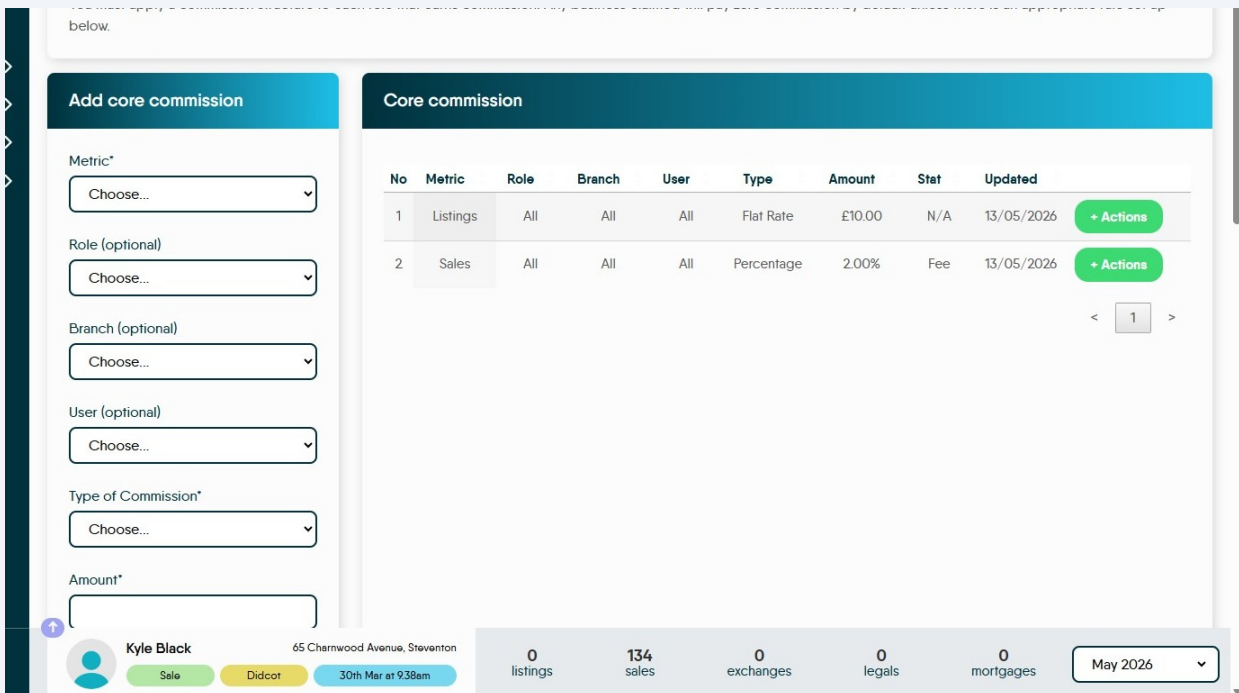 below.
Add core commission
Metric*
Choose...
Role (optional)
Choose...
Branch (optional)
Choose...
User (optional)
Choose...
Type of Commission*
Choose...
Amount*
Core commission
No Metric Role Branch User Type Amount Stat Updated
1 Listings All All All Flat Rate £10.00 N/A 13/05/2026 + Actions
2 Sales All All All Percentage 2.00% Fee 13/05/2026 + Actions
< 1 >
Kyle Black 65 Charnwood Avenue, Steventon
Sale Didcot 30th Mar at 9:38am
0 listings
134 sales
0 exchanges
0 legals
0 mortgages
May 2026